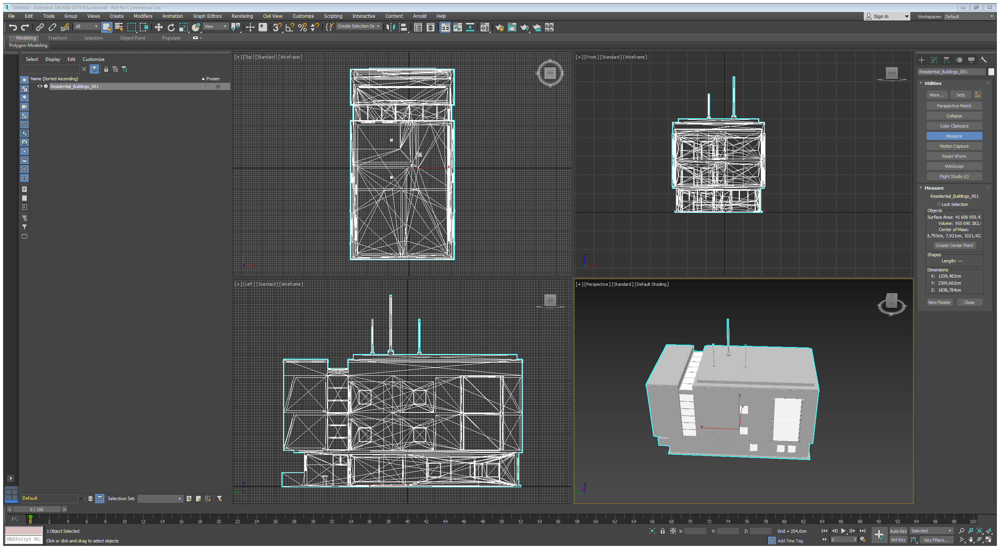 Untitled - Autodesk 3ds Max 2019 Educational - Not for Commercial Use
File Edit Tools Group Views Create Modifiers Animation Graph Editors Rendering Civil View Customize Scripting Interactive Content Arnold Help
Sign In Workspaces: Default
All View Create Selection Se
Modeling Freeform Selection Object Paint Populate
Polygon Modeling
Select Display Edit Customize
Name (Sorted Ascending) Frozen
Residential_Buildings_001
[+] [Top] [Standard] [Wireframe]
N
W TOP E
S
[+] [Front] [Standard] [Wireframe]
FRONT
[+] [Left] [Standard] [Wireframe]
LEFT
[+] [Perspective] [Standard] [Default Shading]
LEFT
Residential_Buildings_001
Utilities
More... Sets
Perspective Match
Collapse
Color Clipboard
Measure
Motion Capture
Reset XForm
MAXScript
Flight Studio (c)
Measure
Residential_Buildings_001
Lock Selection
Objects
Surface Area: 41 606 959,4
Volume: 955 690 382,
Center of Mass:
8,793cm, 7,921cm, 1021,422
Create Center Point
Shapes
Length: ---
Dimensions
X: 1259,483cm
Y: 2309,662cm
Z: 1838,784cm
New Floater Close
Default Selection Set:
< 0 / 100 >
0 2 4 6 8 10 12 14 16 18 20 22 24 26 28 30 32 34 36 38 40 42 44 46 48 50 52 54 56 58 60 62 64 66 68 70 72 74 76 78 80 82 84 86 88 90 92 94 96 98 100
1 Object Selected
X: Y: Z: Grid = 254,0cm
Auto Key Selected
MAXScript Mi
Click or click-and-drag to select objects
Add Time Tag
0
Set Key Key Filters...